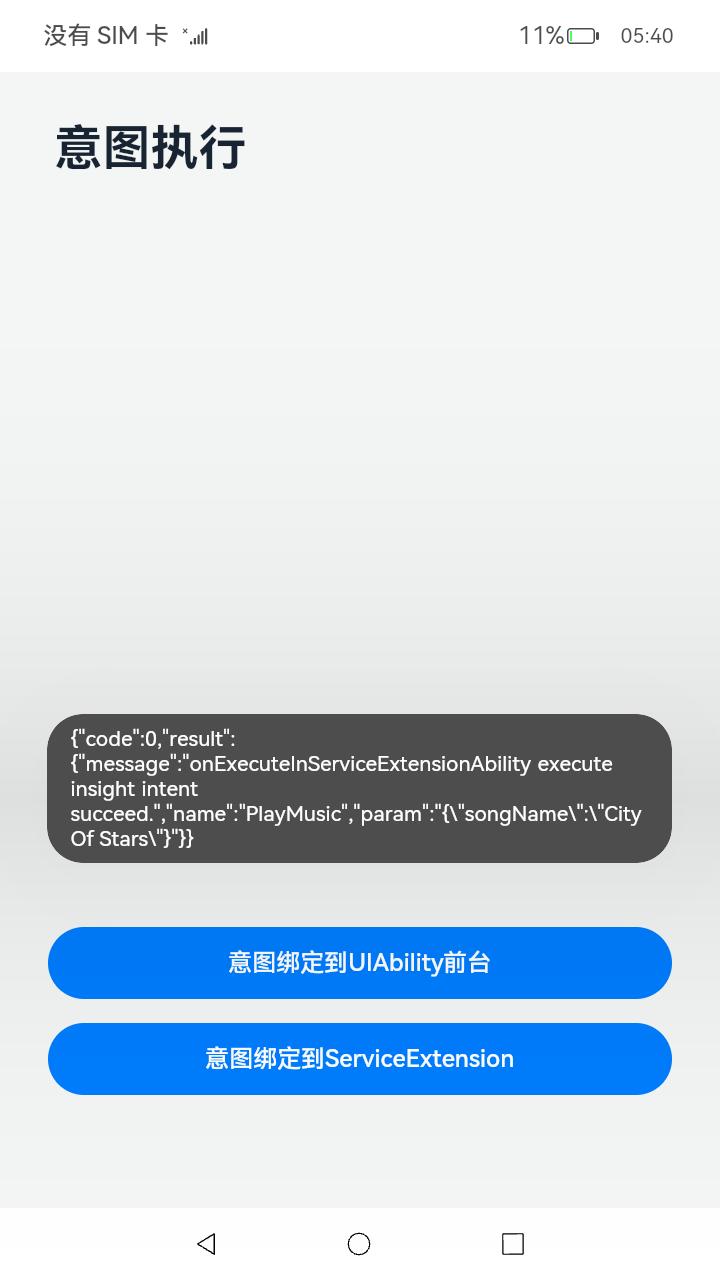 没有 SIM 卡
11%
05:40
意图执行
{"code":0,"result":
{"message":"onExecuteInServiceExtensionAbility execute
insight intent
succeed.","name":"PlayMusic","param":"{\"songName\":\"City
Of Stars\"}"}}
意图绑定到UIAbility前台
意图绑定到ServiceExtension